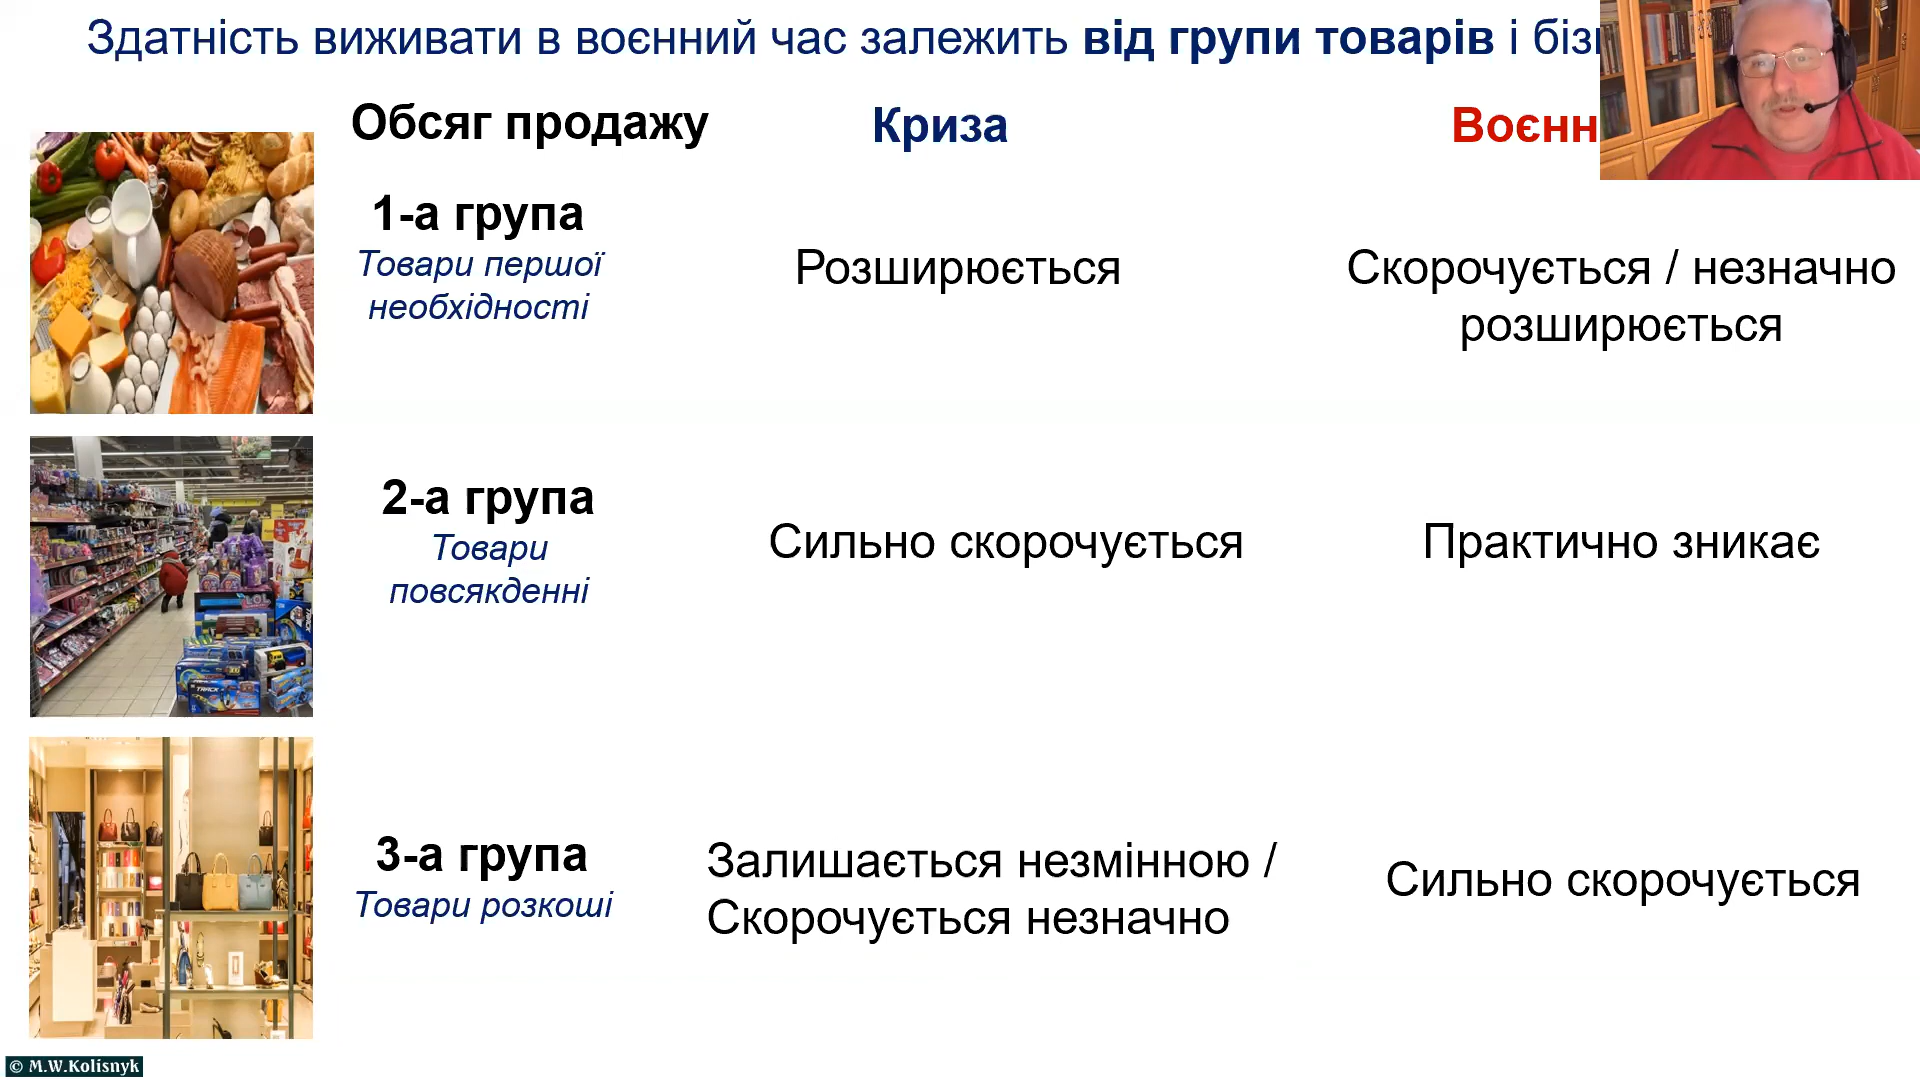 Здатність виживати в воєнний час залежить від групи товарів і
Обсяг продажу
Криза
1-а група
Товари першої
необхідності
Розширюється
Скорочується / незначно
розширюється
2-а група
Товари
повсякденні
Сильно скорочується
Практично зникає
3-а група
Товари розкоші
Залишається незмінною /
Скорочується незначно
Сильно скорочується
© M.W.Kolisnyk